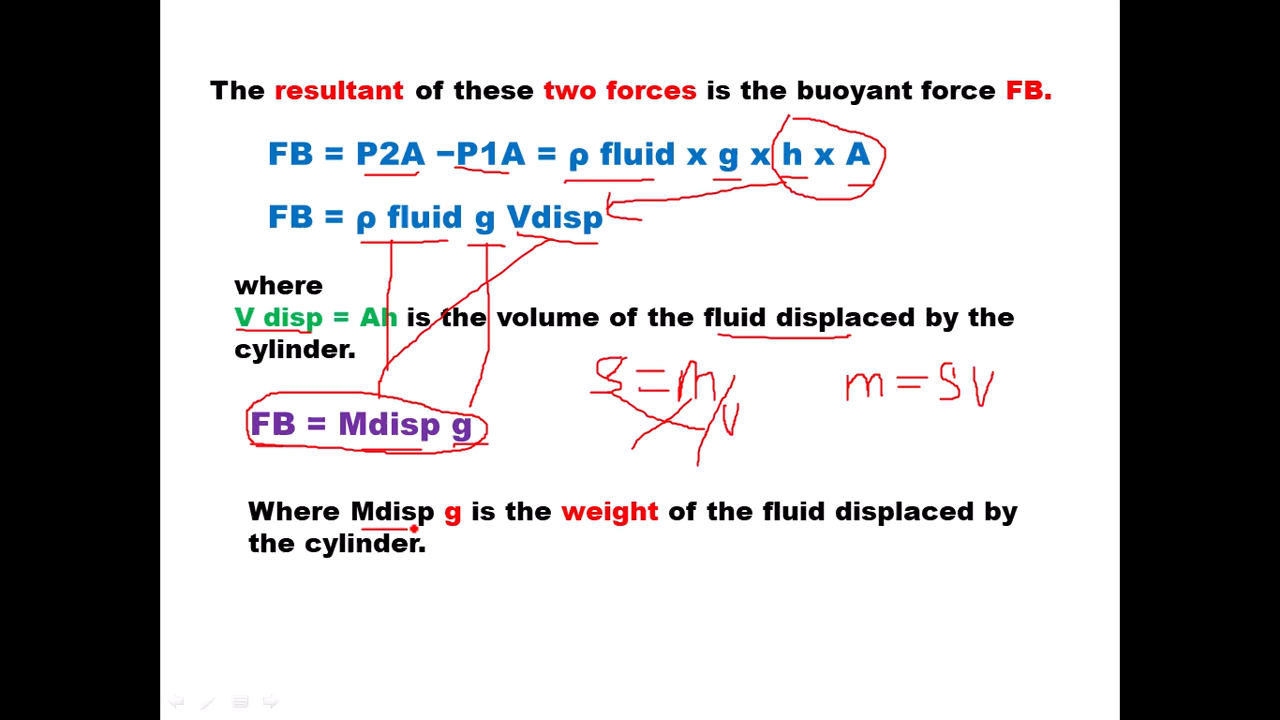 The resultant of these two forces is the buoyant force FB.
FB = P2A −P1A = ρ fluid x g x h x A
FB = ρ fluid g Vdisp
where
V disp = Ah is the volume of the fluid displaced by the
cylinder.
S = m/V m = SV
FB = Mdisp g
Where Mdisp g is the weight of the fluid displaced by
the cylinder.